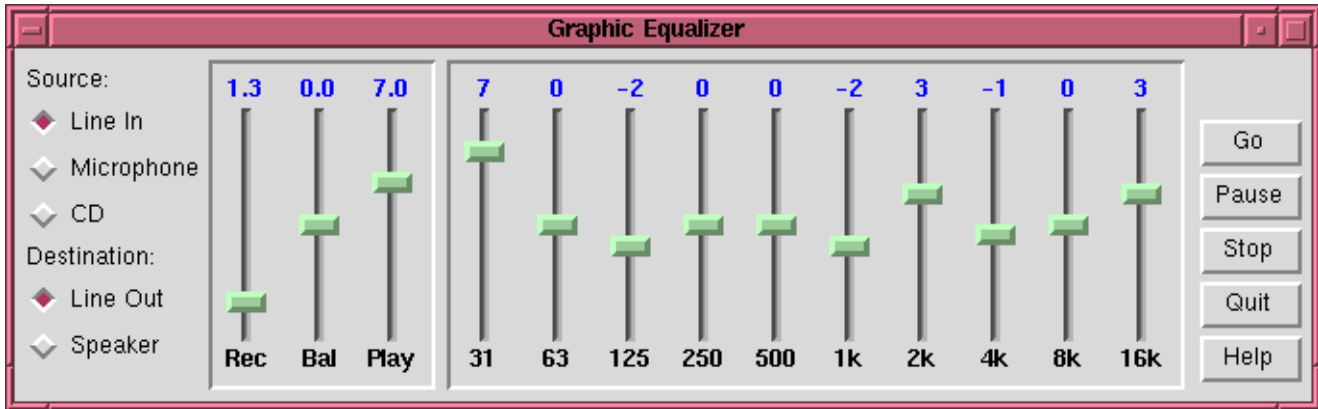 Graphic Equalizer
Source:
Line In
Microphone
CD
Destination:
Line Out
Speaker
1.3 0.0 7.0
Rec Bal Play
7 0 -2 0 0 -2 3 -1 0 3
31 63 125 250 500 1k 2k 4k 8k 16k
Go
Pause
Stop
Quit
Help